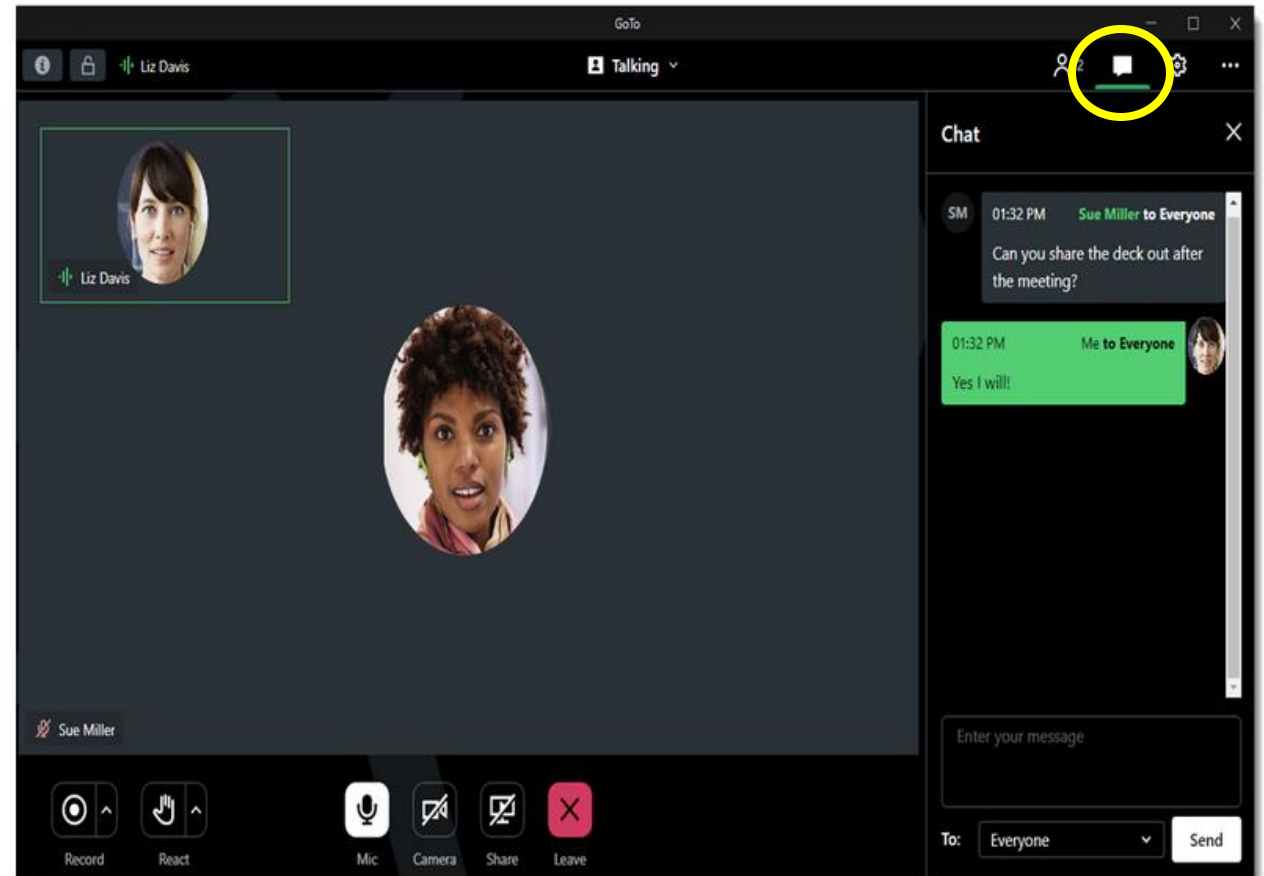 GoTo
Liz Davis
Talking
2
Chat
SM
01:32 PM Sue Miller to Everyone
Can you share the deck out after
the meeting?
01:32 PM Me to Everyone
Yes I will!
Liz Davis
Sue Miller
Enter your message
To: Everyone Send
Record React Mic Camera Share Leave